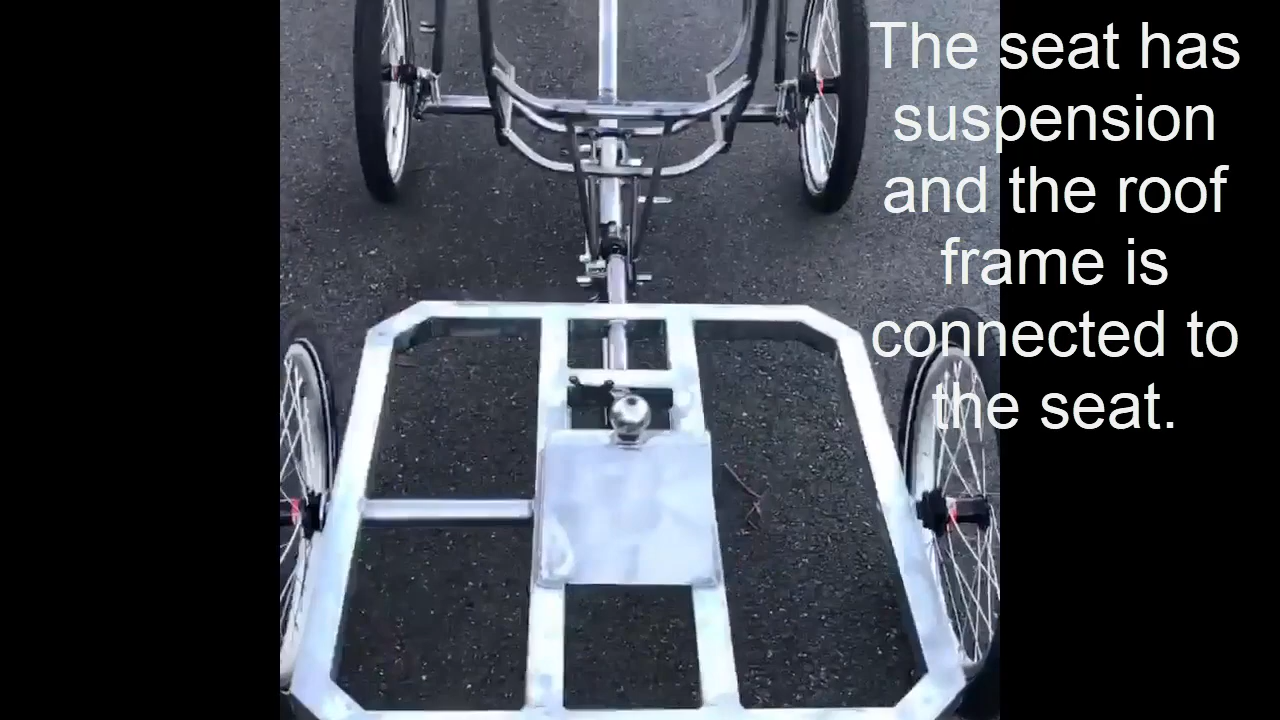 The seat has
suspension
and the roof
frame is
connected to
the seat.